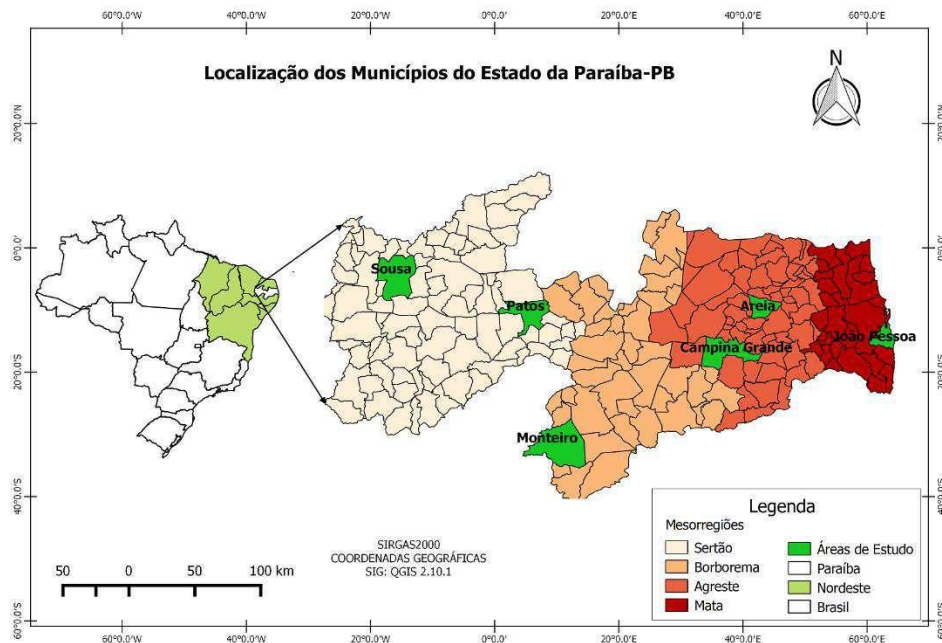 60°0.0'O 40°0.0'O 20°0.0'O 0°0.0'O 20°0.0'O 40°0.0'O 60°0.0'O
Localização dos Municípios do Estado da Paraíba-PB
N
20°0.0'S
0°0.0'S
20°0.0'S
40°0.0'S
60°0.0'S
Sousa
Patos
Areia
João Pessoa
Campina Grande
Monteiro
Legenda
Mesorregiões
Sertão
Borborema
Agreste
Mata
Áreas de Estudo
Paraíba
Nordeste
Brasil
SIRGAS2000
COORDENADAS GEOGRÁFICAS
SIG: QGIS 2.10.1
50 0 50 100 km
60°0.0'O 40°0.0'O 20°0.0'O 0°0.0'O 20°0.0'O 40°0.0'O 60°0.0'O